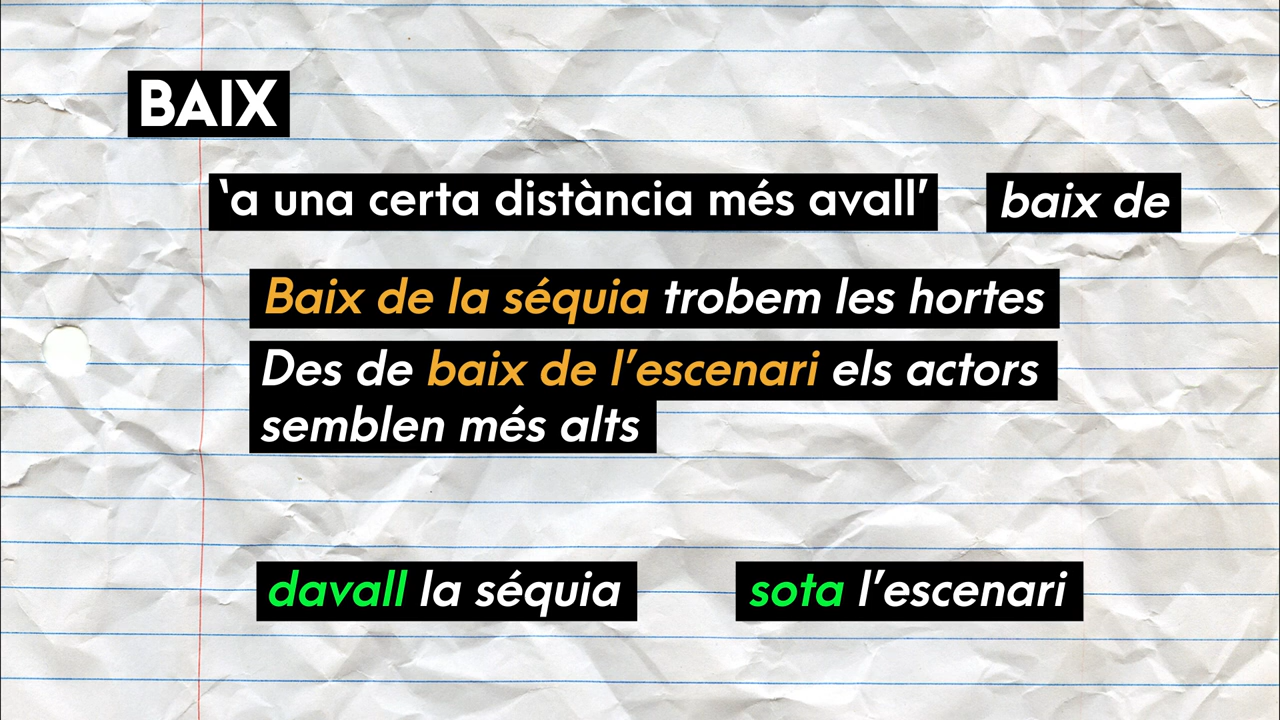 BAIX
‘a una certa distància més avall’ baix de
Baix de la séquia trobem les hortes
Des de baix de l’escenari els actors
semblen més alts
davall la séquia sota l’escenari